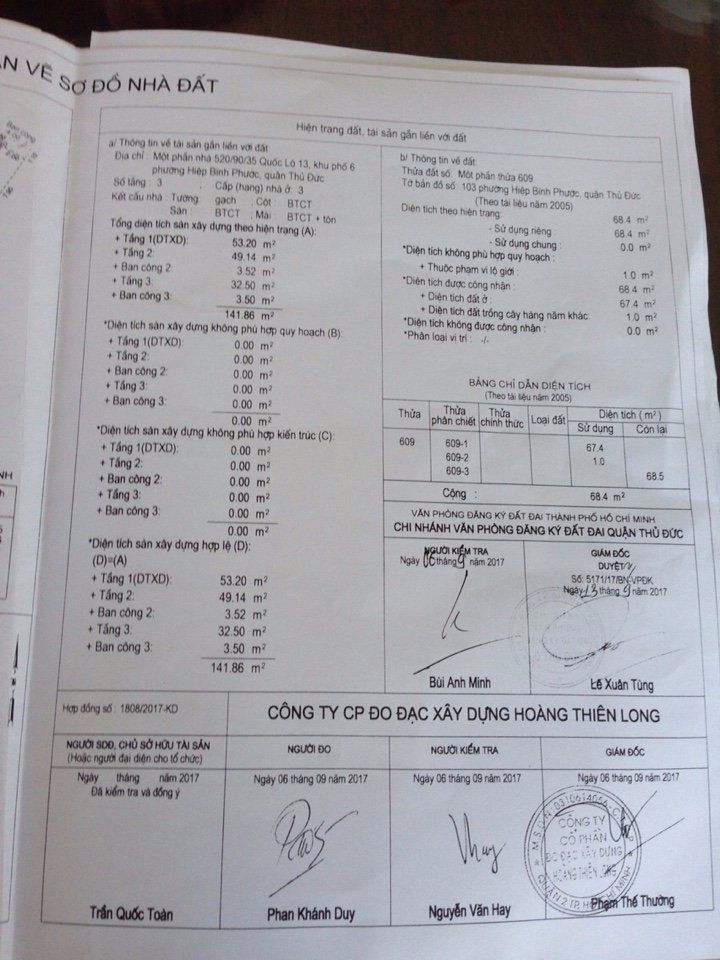 ẢN VẼ SƠ ĐỒ NHÀ ĐẤT
Ban công
4.00
Hiện trang đất, tài sản gắn liền với đất
a/ Thông tin về tài sản gắn liền với đất
Địa chỉ : Một phần nhà 520/90/35 Quốc Lô 13, khu phố 6
phường Hiệp Bình Phước, quận Thủ Đức
Số tầng : 3 ; Cấp (hạng) nhà ở : 3
Kết cấu nhà : Tường: gạch ; Cột : BTCT
Sàn : BTCT ; Mái : BTCT + tôn
Tổng diện tích sàn xây dựng theo hiện trạng (A):
+ Tầng 1(DTXD): 53.20 m²
+ Tầng 2: 49.14 m²
+ Ban công 2: 3.52 m²
+ Tầng 3: 32.50 m²
+ Ban công 3: 3.50 m²
141.86 m²
*Diện tích sàn xây dựng không phù hợp quy hoạch (B):
+ Tầng 1(DTXD): 0.00 m²
+ Tầng 2: 0.00 m²
+ Ban công 2: 0.00 m²
+ Tầng 3: 0.00 m²
+ Ban công 3: 0.00 m²
0.00 m²
*Diện tích sàn xây dựng không phù hợp kiến trúc (C):
+ Tầng 1(DTXD): 0.00 m²
+ Tầng 2: 0.00 m²
+ Ban công 2: 0.00 m²
+ Tầng 3: 0.00 m²
+ Ban công 3: 0.00 m²
0.00 m²
*Diện tích sàn xây dựng hợp lệ (D):
(D)=(A)
+ Tầng 1(DTXD): 53.20 m²
+ Tầng 2: 49.14 m²
+ Ban công 2: 3.52 m²
+ Tầng 3: 32.50 m²
+ Ban công 3: 3.50 m²
141.86 m²
b/ Thông tin về đất
Thửa đất số: Một phần thửa 609
Tờ bản đồ số: 103 phường Hiệp Bình Phước, quận Thủ Đức
(Theo tài liệu năm 2005)
Diện tích theo hiện trạng: 68.4 m²
- Sử dụng riêng : 68.4 m²
- Sử dụng chung : 0.0 m²
*Diện tích không phù hợp quy hoạch :
+ Thuộc phạm vi lộ giới : 1.0 m²
*Diện tích được công nhận : 68.4 m²
+ Diện tích đất ở : 67.4 m²
+ Diện tích đất trồng cây hàng năm khác: 1.0 m²
*Diện tích không được công nhận : 0.0 m²
*Phân loại vị trí : -/-
BẢNG CHỈ DẪN DIỆN TÍCH
(Theo tài liệu năm 2005)
Thửa Thửa phân chiết Thửa chính thức Loại đất Diện tích ( m² )
Sử dụng Còn lại
609 609-1 67.4
609-2 1.0
609-3 68.5
Cộng : 68.4 m²
VĂN PHÒNG ĐĂNG KÝ ĐẤT ĐAI THÀNH PHỐ HỒ CHÍ MINH
CHI NHÁNH VĂN PHÒNG ĐĂNG KÝ ĐẤT ĐAI QUẬN THỦ ĐỨC
NGƯỜI KIỂM TRA
Ngày 06 tháng 9 năm 2017
Bùi Anh Minh
GIÁM ĐỐC
DUYỆT
Số: 5171/17/BN-VPĐK
Ngày 13 tháng 9 năm 2017
Lê Xuân Tùng
Hợp đồng số : 1808/2017-KD
CÔNG TY CP ĐO ĐẠC XÂY DỰNG HOÀNG THIÊN LONG
NGƯỜI SDĐ, CHỦ SỞ HỮU TÀI SẢN
(Hoặc người đại diện cho tổ chức)
Ngày tháng năm 2017
Đã kiểm tra và đồng ý
Trần Quốc Toàn
NGƯỜI ĐO
Ngày 06 tháng 09 năm 2017
Phan Khánh Duy
NGƯỜI KIỂM TRA
Ngày 06 tháng 09 năm 2017
Nguyễn Văn Hay
GIÁM ĐỐC
Ngày 06 tháng 09 năm 2017
CÔNG TY
CỔ PHẦN
ĐO ĐẠC XÂY DỰNG
HOÀNG THIÊN LONG
QUẬN 2 TP. HỒ CHÍ MINH
Phạm Thế Thường